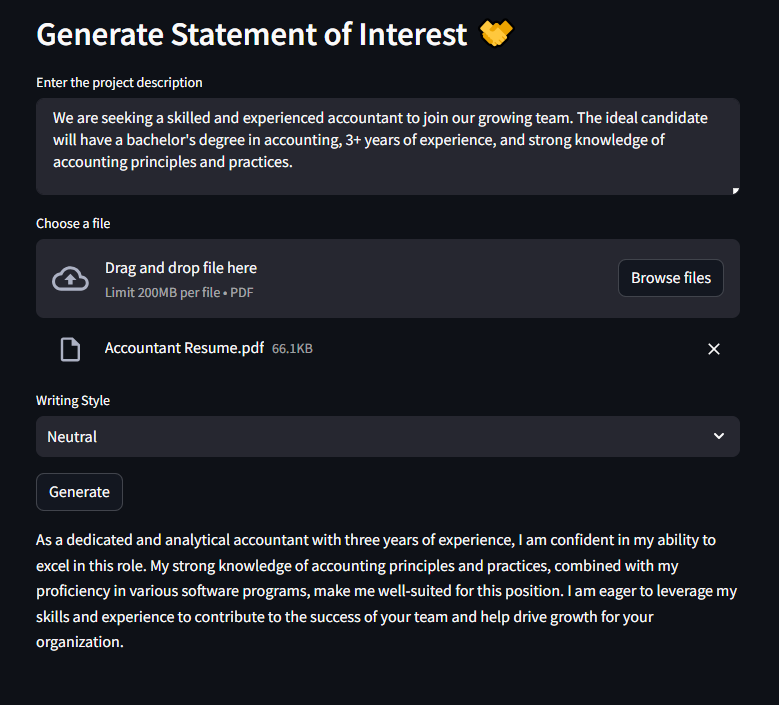 Generate Statement of Interest 🤝
Enter the project description
We are seeking a skilled and experienced accountant to join our growing team. The ideal candidate
will have a bachelor's degree in accounting, 3+ years of experience, and strong knowledge of
accounting principles and practices.
Choose a file
Drag and drop file here
Limit 200MB per file • PDF
Browse files
Accountant Resume.pdf 66.1KB
Writing Style
Neutral
Generate
As a dedicated and analytical accountant with three years of experience, I am confident in my ability to
excel in this role. My strong knowledge of accounting principles and practices, combined with my
proficiency in various software programs, make me well-suited for this position. I am eager to leverage my
skills and experience to contribute to the success of your team and help drive growth for your
organization.